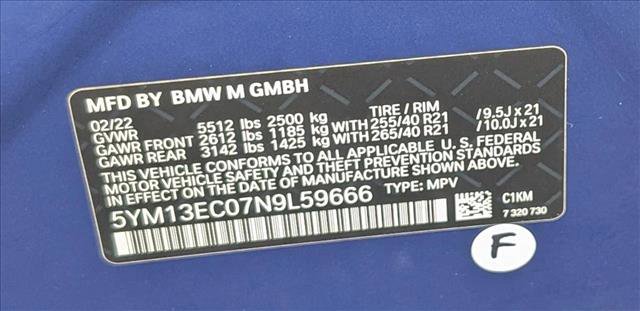 MFD BY BMW M GMBH
02/22 TIRE / RIM
GVWR 5512 lbs 2500 kg
GAWR FRONT 2612 lbs 1185 kg WITH 255/40 R21 / 9.5J x 21
GAWR REAR 3142 lbs 1425 kg WITH 265/40 R21 / 10.0J x 21
THIS VEHICLE CONFORMS TO ALL APPLICABLE U. S. FEDERAL
MOTOR VEHICLE SAFETY AND THEFT PREVENTION STANDARDS
IN EFFECT ON THE DATE OF MANUFACTURE SHOWN ABOVE.
5YM13EC07N9L59666 TYPE: MPV
C1KM
7 320 730
F